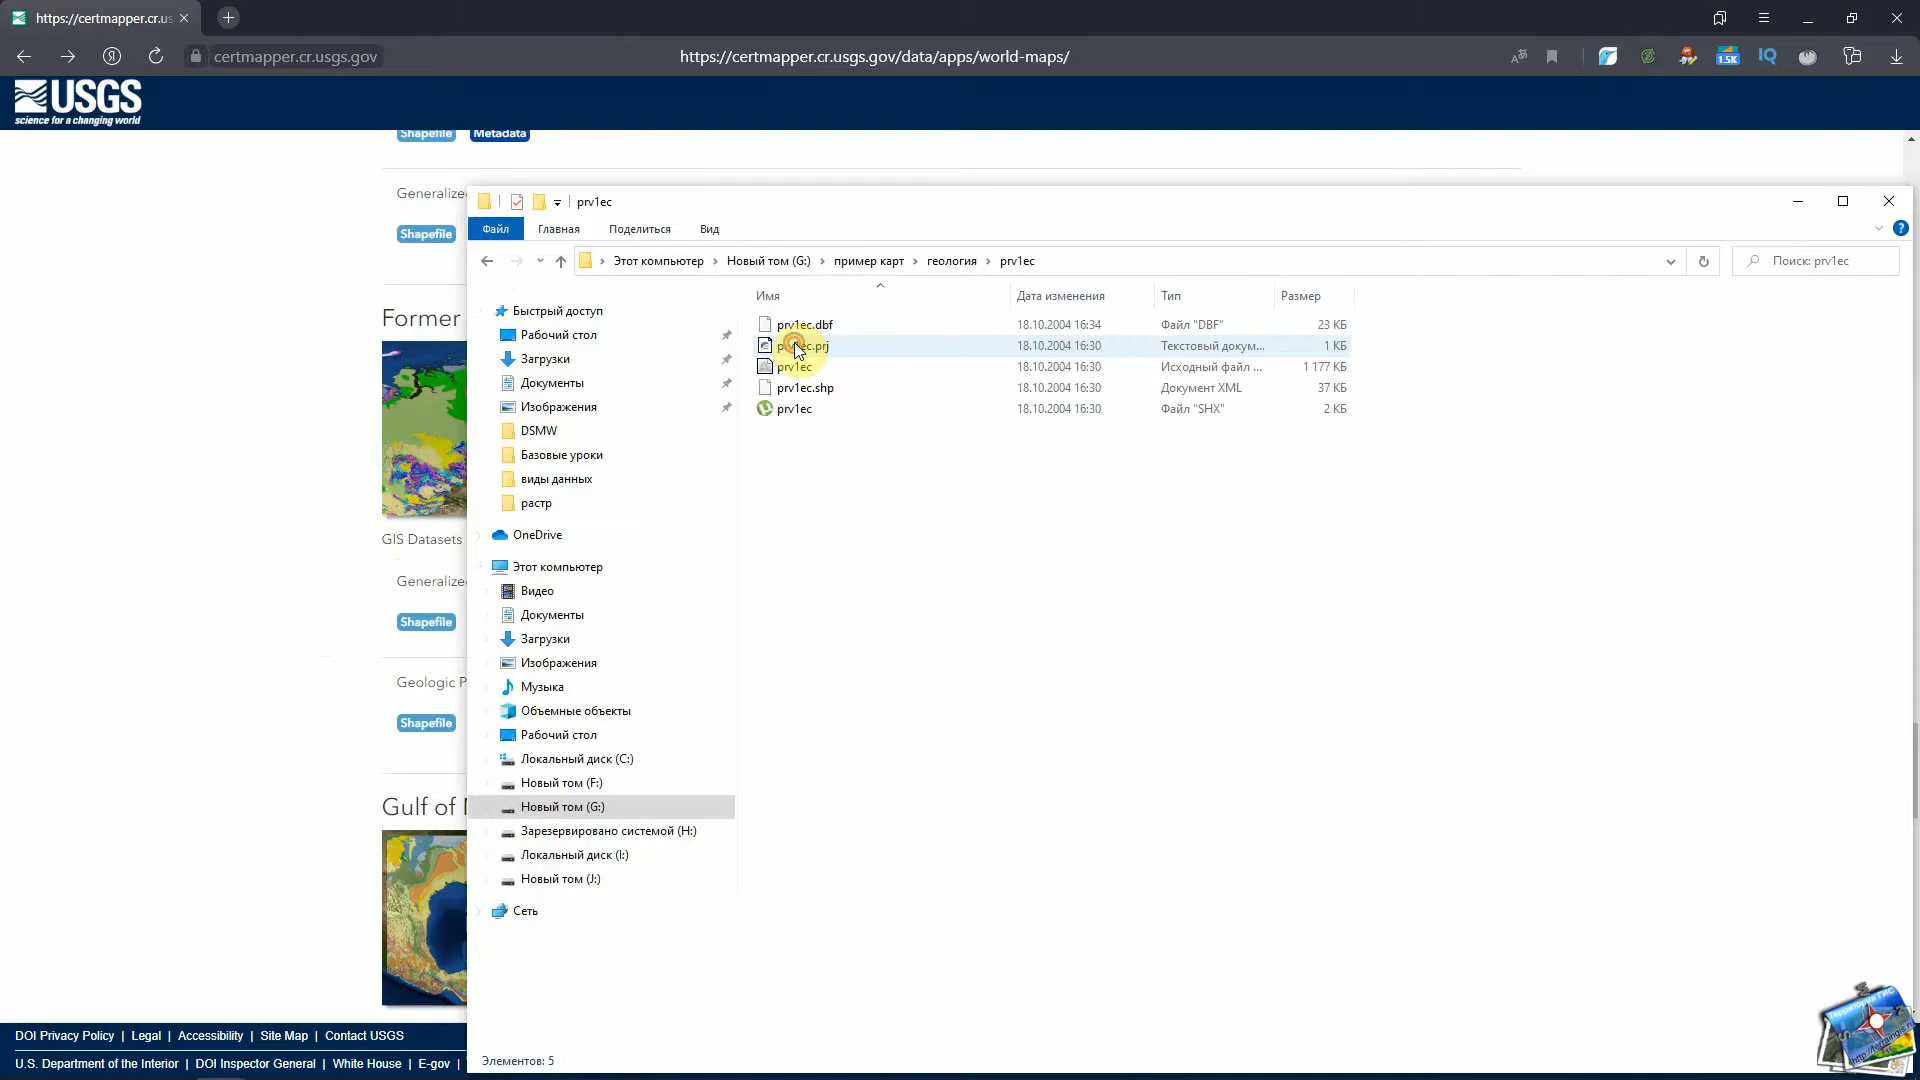 https://certmapper.cr.us
certmapper.cr.usgs.gov
https://certmapper.cr.usgs.gov/data/apps/world-maps/
1.5K
IQ
USGS
science for a changing world
Shapefile Metadata
Generalize
Shapefile
Former
GIS Datasets
Generalize
Shapefile
Geologic P
Shapefile
Gulf of
prv1ec
Файл Главная Поделиться Вид
Этот компьютер › Новый том (G:) › пример карт › геология › prv1ec
Поиск: prv1ec
Имя Дата изменения Тип Размер
prv1ec.dbf 18.10.2004 16:34 Файл "DBF" 23 КБ
prv1ec.prj 18.10.2004 16:30 Текстовый докум... 1 КБ
prv1ec 18.10.2004 16:30 Исходный файл ... 1 177 КБ
prv1ec.shp 18.10.2004 16:30 Документ XML 37 КБ
prv1ec 18.10.2004 16:30 Файл "SHX" 2 КБ
Быстрый доступ
Рабочий стол
Загрузки
Документы
Изображения
DSMW
Базовые уроки
виды данных
растр
OneDrive
Этот компьютер
Видео
Документы
Загрузки
Изображения
Музыка
Объемные объекты
Рабочий стол
Локальный диск (C:)
Новый том (F:)
Новый том (G:)
Зарезервировано системой (H:)
Локальный диск (I:)
Новый том (J:)
Сеть
Элементов: 5
DOI Privacy Policy | Legal | Accessibility | Site Map | Contact USGS
U.S. Department of the Interior | DOI Inspector General | White House | E-gov |